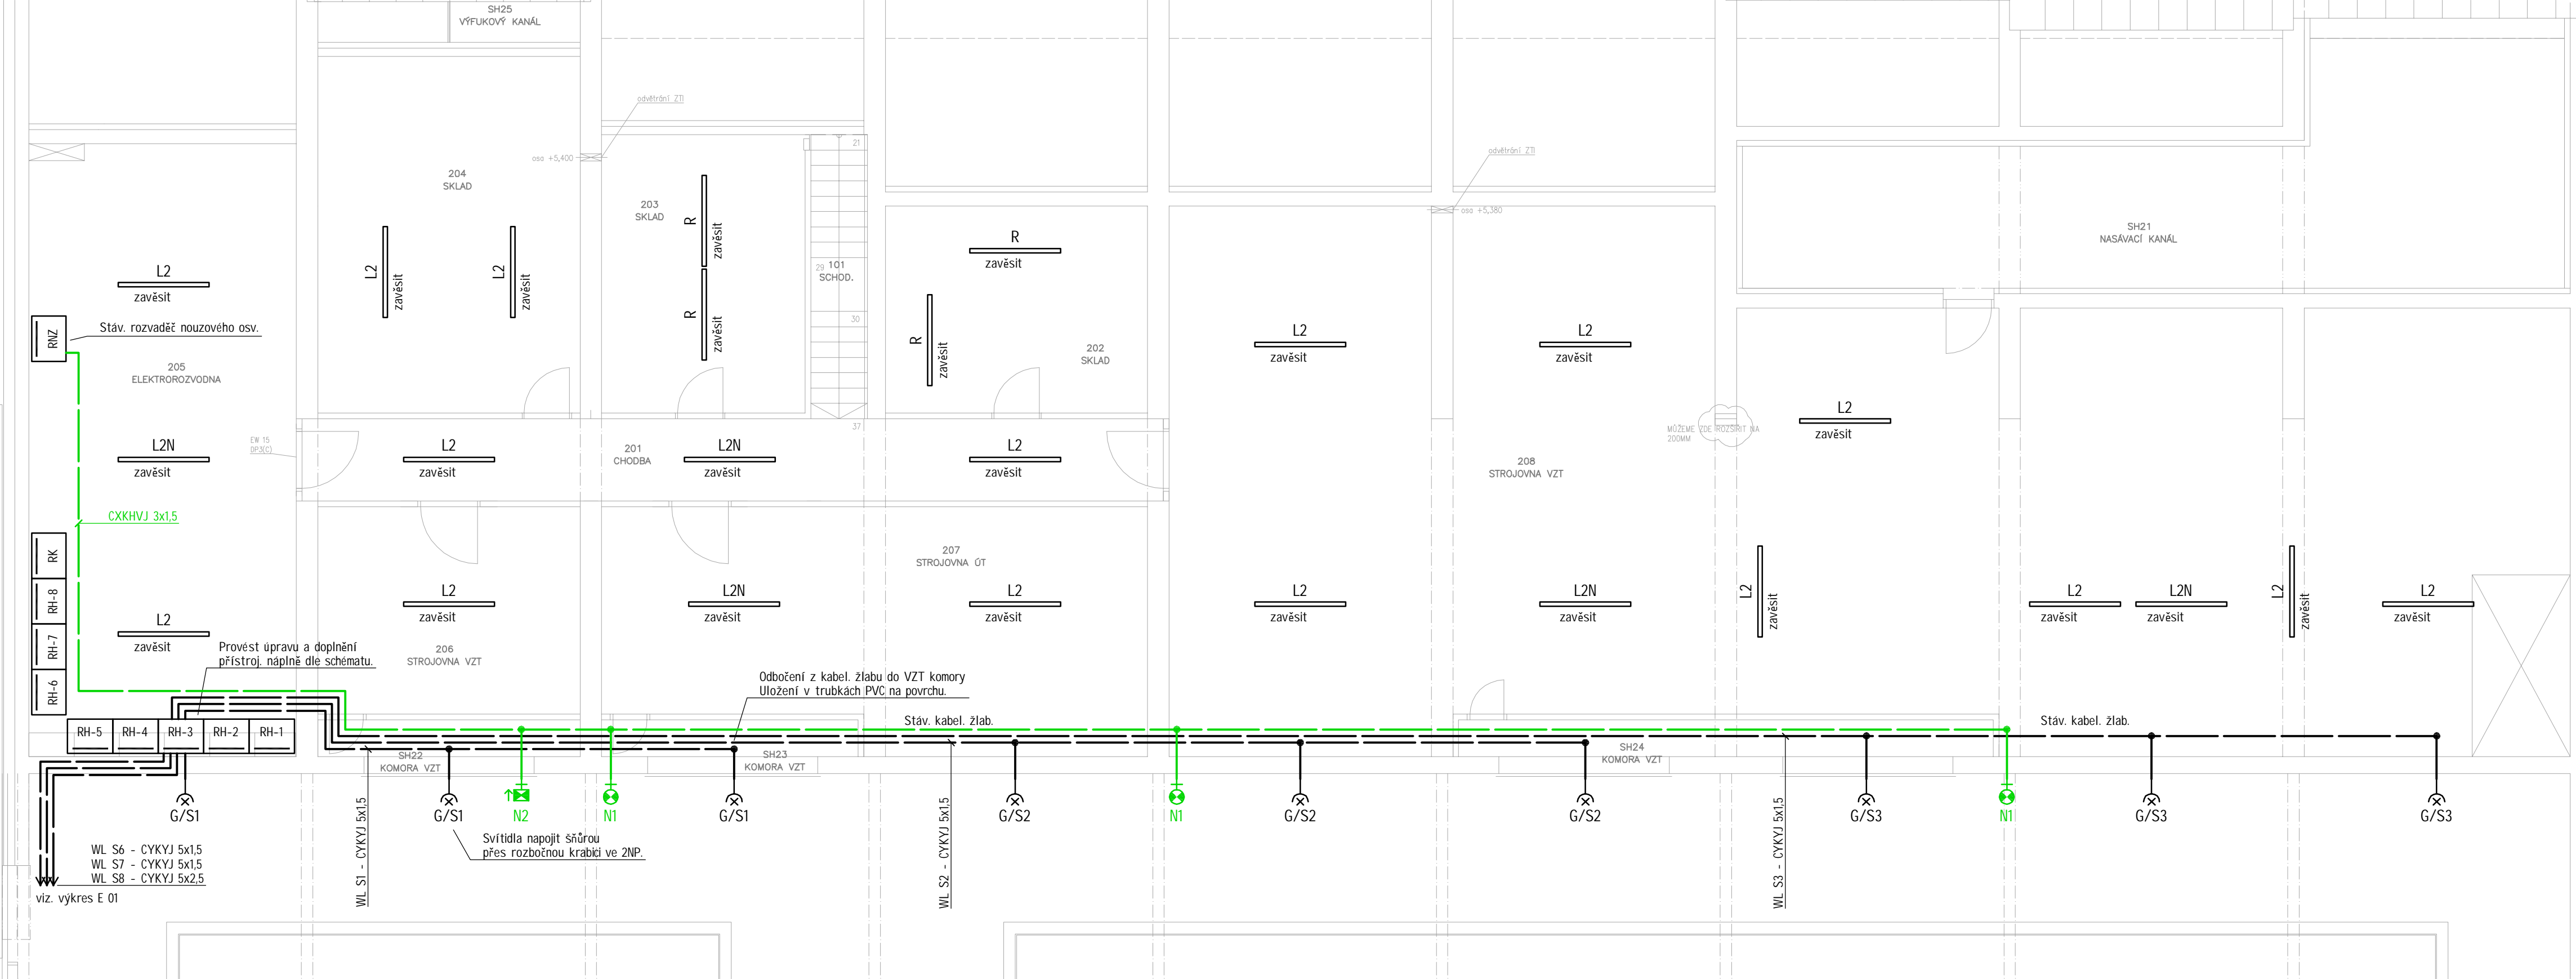 SH25
VÝFUKOVÝ KANÁL
odvětrání ZTI
osa +5,400
21
204
SKLAD
203
SKLAD
R
zavěsit
R
zavěsit
L2
zavěsit
L2
zavěsit
29
101
SCHOD.
30
37
R
zavěsit
R
zavěsit
202
SKLAD
odvětrání ZTI
osa +5,380
SH21
NASÁVACÍ KANÁL
L2
zavěsit
RNZ
Stáv. rozvaděč nouzového osv.
205
ELEKTROROZVODNA
L2
zavěsit
L2
zavěsit
L2
zavěsit
MŮŽEME ZDE ROZŠÍŘIT NA
200MM
L2N
zavěsit
EW 15
DP3(C)
L2
zavěsit
201
CHODBA
L2N
zavěsit
L2
zavěsit
208
STROJOVNA VZT
CXKHVJ 3x1,5
RK
RH-8
RH-7
RH-6
207
STROJOVNA ÚT
L2
zavěsit
L2
zavěsit
L2N
zavěsit
L2
zavěsit
L2
zavěsit
L2N
zavěsit
L2
zavěsit
L2
zavěsit
L2N
zavěsit
L2
zavěsit
L2
zavěsit
Provést úpravu a doplnění
přístroj. náplně dle schématu.
206
STROJOVNA VZT
Odbočení z kabel. žlabu do VZT komory
Uložení v trubkách PVC na povrchu.
Stáv. kabel. žlab.
Stáv. kabel. žlab.
RH-5
RH-4
RH-3
RH-2
RH-1
SH22
KOMORA VZT
SH23
KOMORA VZT
SH24
KOMORA VZT
G/S1
G/S1
N2
N1
G/S1
G/S2
N1
G/S2
G/S2
G/S3
N1
G/S3
G/S3
WL S1 - CYKYJ 5x1,5
WL S2 - CYKYJ 5x1,5
WL S3 - CYKYJ 5x1,5
Svítidla napojit šňůrou
přes rozbočnou krabici ve 2NP.
WL S6 - CYKYJ 5x1,5
WL S7 - CYKYJ 5x1,5
WL S8 - CYKYJ 5x2,5
viz. výkres E 01